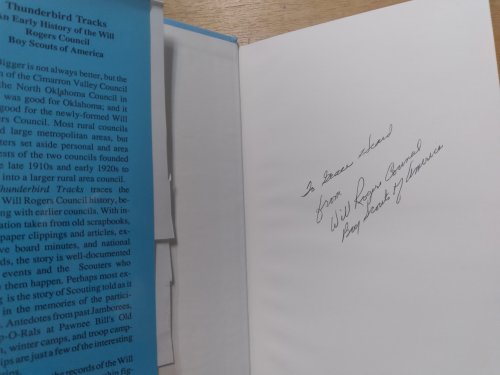 Thunderbird Tracks
An Early History of the Will
Rogers Council
Boy Scouts of America
Bigger is not always better, but the
n of the Cimarron Valley Council
the North Oklahoma Council in
was good for Oklahoma; and it
good for the newly-formed Will
ers Council. Most rural councils
d large metropolitan areas, but
ters set aside personal and area
ests of the two councils founded
e late 1910s and early 1920s to
into a larger rural area council.
hunderbird Tracks traces the
Will Rogers Council history, be-
ing with earlier councils. With in-
ation taken from old scrapbooks,
paper clippings and articles, ex-
ve board minutes, and national
ds, the story is well-documented
events and the Scouters who
them happen. Perhaps most ex-
g is the story of Scouting told as it
in the memories of the partici-
. Antedotes from past Jamborees,
p-O-Rals at Pawnee Bill's Old
n, winter camps, and troop camp-
ips are just a few of the interesting
the records of the Will
To
from
Will Rogers Council
Boy Scouts of America